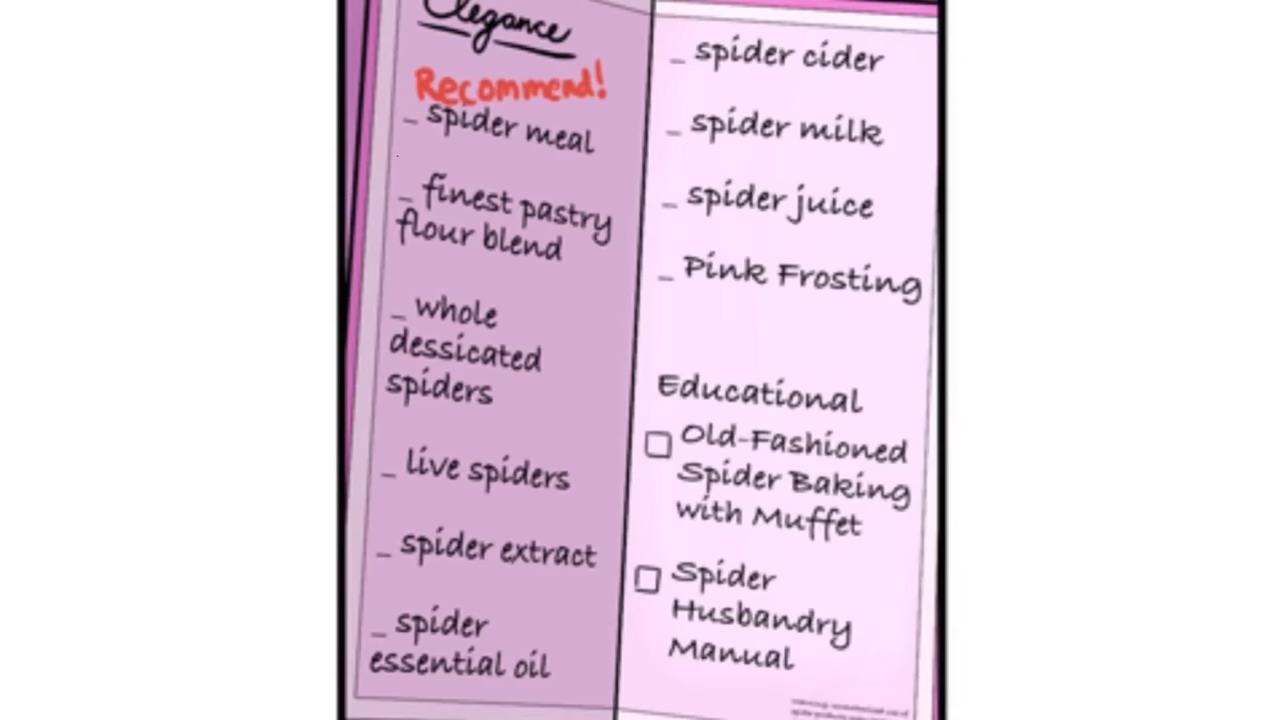 Elegance
Recommend!
_ spider meal
_ finest pastry
flour blend
_ whole
dessicated
spiders
_ live spiders
_ spider extract
_ spider
essential oil
_ spider cider
_ spider milk
_ spider juice
_ Pink Frosting
Educational
□ Old-Fashioned
Spider Baking
with Muffet
□ Spider
Husbandry
Manual